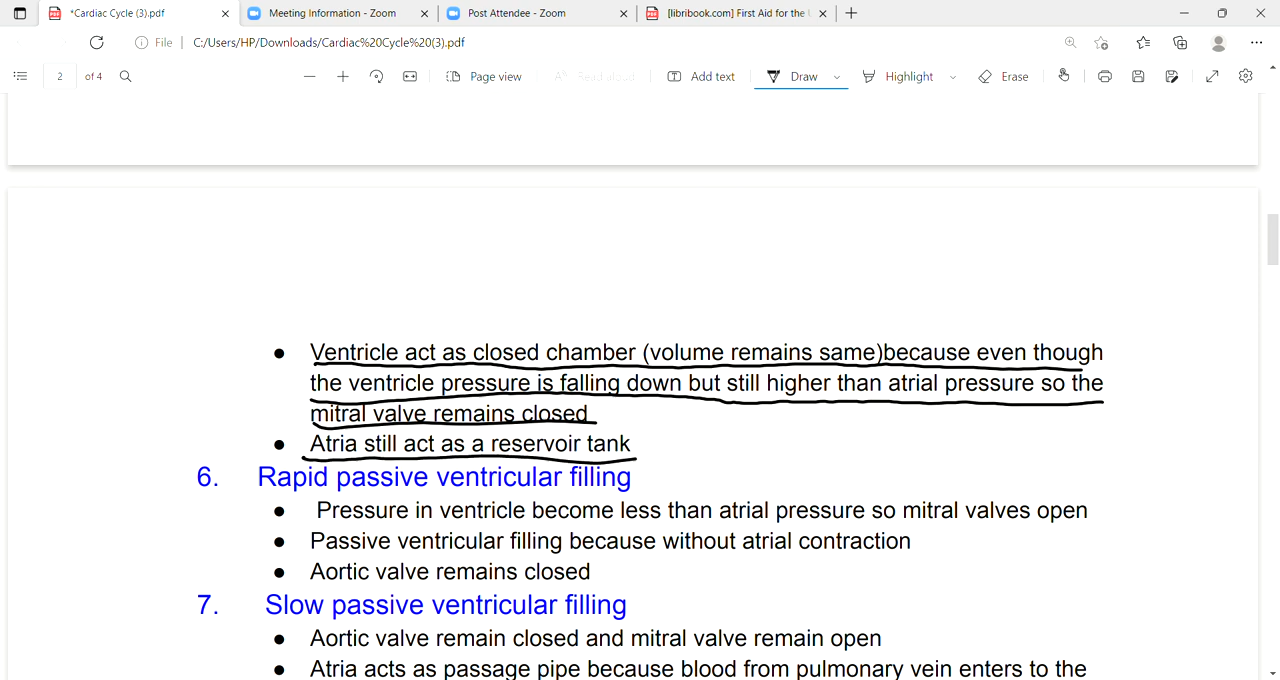 *Cardiac Cycle (3).pdf
Meeting Information - Zoom
Post Attendee - Zoom
[libribook.com] First Aid for the
File
C:/Users/HP/Downloads/Cardiac%20Cycle%20(3).pdf
2 of 4
Page view
Read aloud
Add text
Draw
Highlight
Erase
● Ventricle act as closed chamber (volume remains same)because even though
the ventricle pressure is falling down but still higher than atrial pressure so the
mitral valve remains closed
● Atria still act as a reservoir tank
6. Rapid passive ventricular filling
● Pressure in ventricle become less than atrial pressure so mitral valves open
● Passive ventricular filling because without atrial contraction
● Aortic valve remains closed
7. Slow passive ventricular filling
● Aortic valve remain closed and mitral valve remain open
● Atria acts as passage pipe because blood from pulmonary vein enters to the